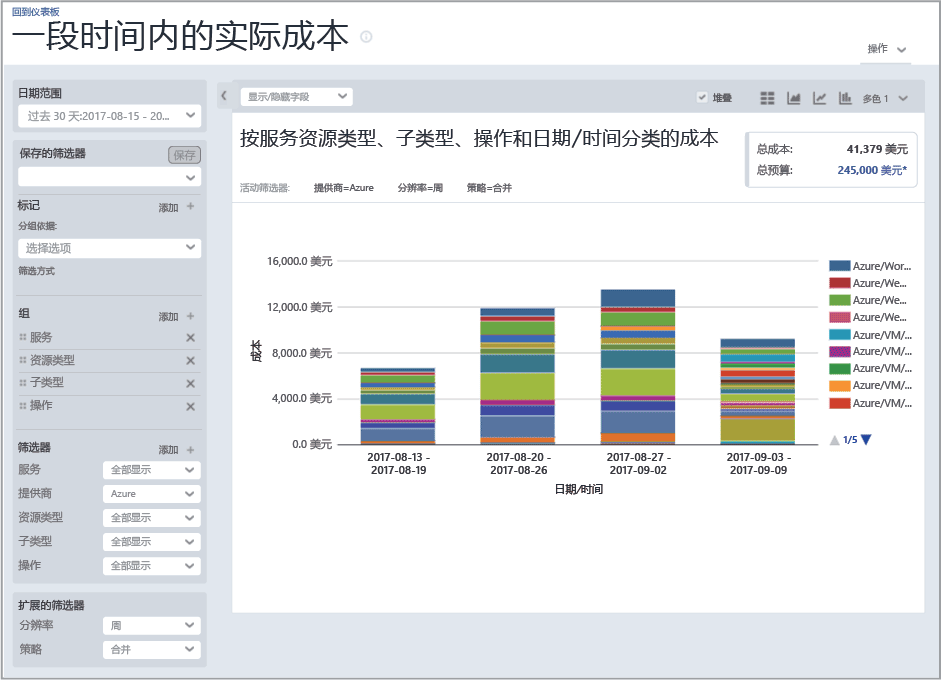 回到仪表板
一段时间内的实际成本
操作
日期范围
过去 30 天:2017-08-15 - 20...
保存的筛选器
保存
标记
添加 +
分组依据:
选择选项
筛选方式
组
添加 +
服务
资源类型
子类型
操作
筛选器
添加 +
服务
全部显示
提供商
Azure
资源类型
全部显示
子类型
全部显示
操作
全部显示
扩展的筛选器
分辨率
周
策略
合并
显示/隐藏字段
堆叠
多色 1
按服务资源类型、子类型、操作和日期/时间分类的成本
总成本: 41,379 美元
总预算: 245,000 美元*
活动筛选器: 提供商=Azure 分辨率=周 策略=合并
16,000.0 美元
12,000.0 美元
8,000.0 美元
4,000.0 美元
0.0 美元
成本
2017-08-13 -
2017-08-19
2017-08-20 -
2017-08-26
2017-08-27 -
2017-09-02
2017-09-03 -
2017-09-09
日期/时间
Azure/Wor...
Azure/We...
Azure/We...
Azure/We...
Azure/VM/...
Azure/VM/...
Azure/VM/...
Azure/VM/...
Azure/VM/...
1/5